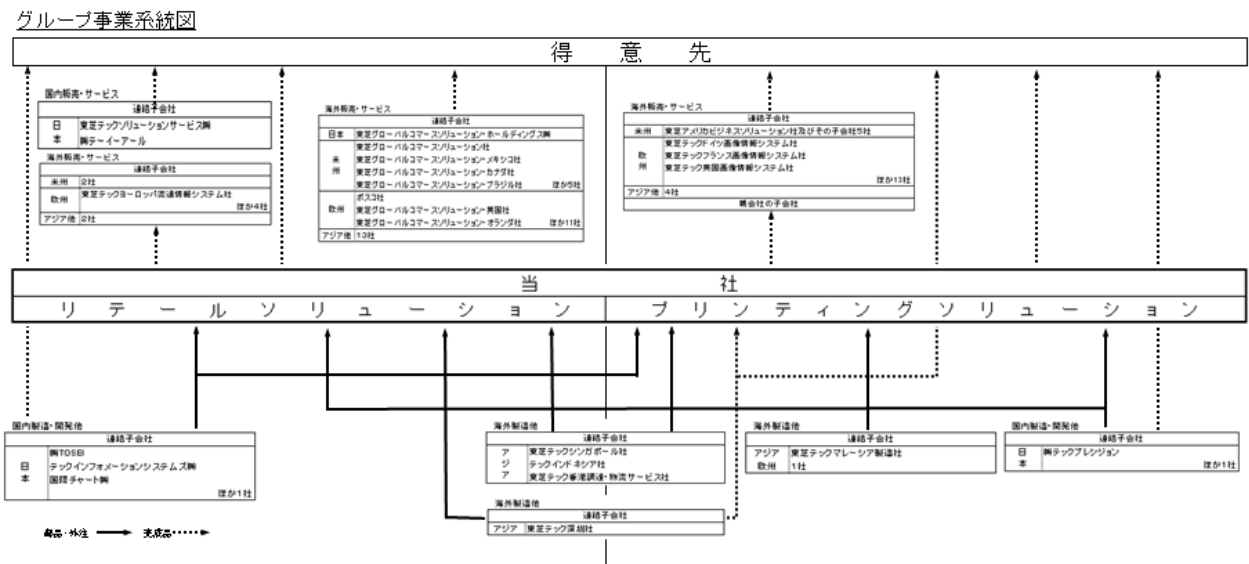 グループ事業系統図
得意先
国内販売・サービス
連結子会社
日本
東芝テックソリューションサービス㈱
㈱テーイーアール
海外販売・サービス
連結子会社
米州 2社
欧州 東芝テックヨーロッパ流通情報システム社
ほか4社
アジア他 2社
海外販売・サービス
連結子会社
日本 東芝グローバルコマースソリューション・ホールディングス㈱
米州
東芝グローバルコマースソリューション社
東芝グローバルコマースソリューション・メキシコ社
東芝グローバルコマースソリューション・カナダ社
東芝グローバルコマースソリューション・ブラジル社 ほか5社
欧州
ポスコ社
東芝グローバルコマースソリューション・英国社
東芝グローバルコマースソリューション・オランダ社 ほか11社
アジア他 13社
海外販売・サービス
連結子会社
米州 東芝アメリカビジネスソリューション社及びその子会社5社
欧州
東芝テックドイツ画像情報システム社
東芝テックフランス画像情報システム社
東芝テック英国画像情報システム社
ほか13社
アジア他 4社
親会社の子会社
当社
リテールソリューション
プリンティングソリューション
国内製造・開発他
連結子会社
日本
㈱TOSEI
テックインフォメーションシステムズ㈱
国際チャート㈱
ほか1社
海外製造他
連結子会社
アジア
東芝テックシンガポール社
テックインドネシア社
東芝テック香港調達・物流サービス社
海外製造他
連結子会社
アジア 東芝テック深圳社
海外製造他
連結子会社
アジア 東芝テックマレーシア製造社
欧州 1社
国内製造・開発他
連結子会社
日本
㈱テックプレシジョン
ほか1社
部品・外注
完成品